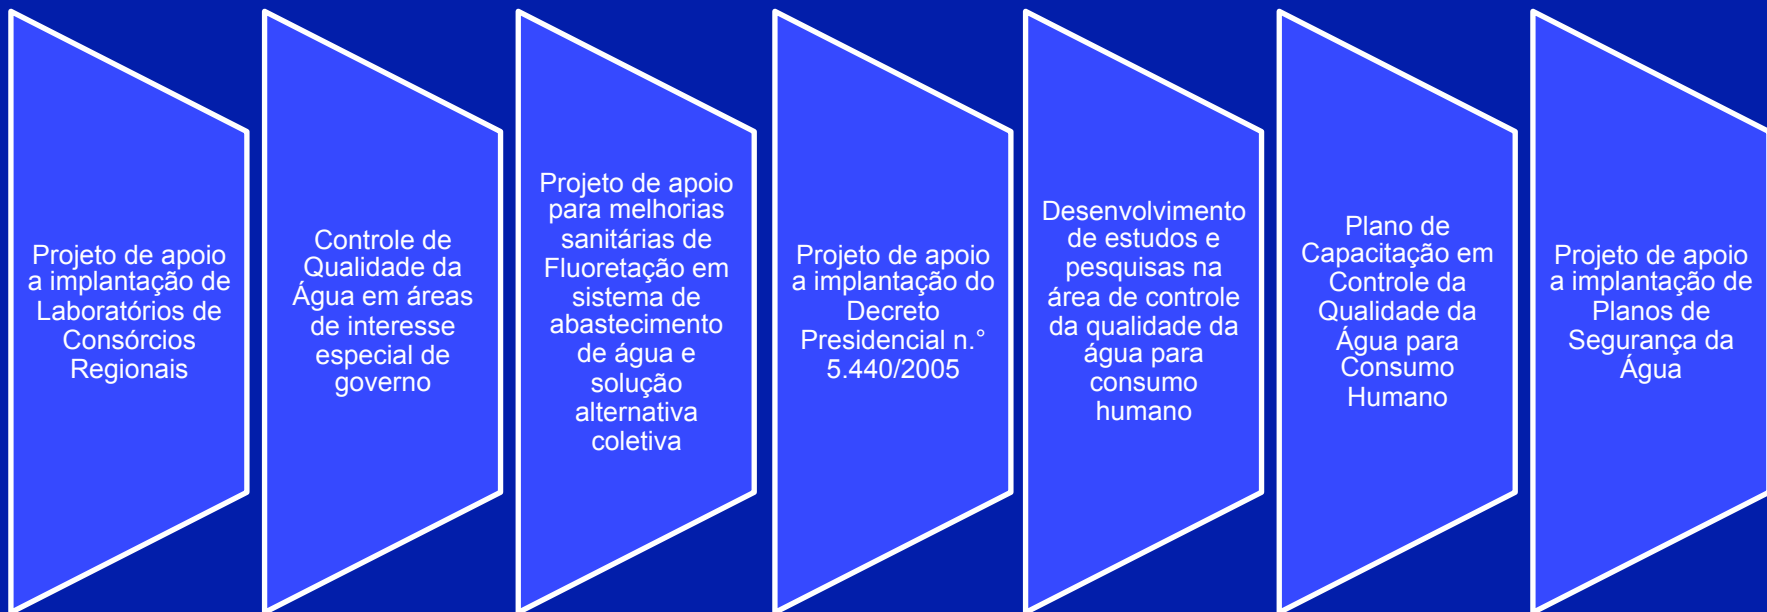 Projeto de apoio
a implantação de
Laboratórios de
Consórcios
Regionais
Controle de
Qualidade da
Água em áreas
de interesse
especial de
governo
Projeto de apoio
para melhorias
sanitárias de
Fluoretação em
sistema de
abastecimento
de água e
solução
alternativa
coletiva
Projeto de apoio
a implantação do
Decreto
Presidencial n.°
5.440/2005
Desenvolvimento
de estudos e
pesquisas na
área de controle
da qualidade da
água para
consumo
humano
Plano de
Capacitação em
Controle da
Qualidade da
Água para
Consumo
Humano
Projeto de apoio
a implantação de
Planos de
Segurança da
Água